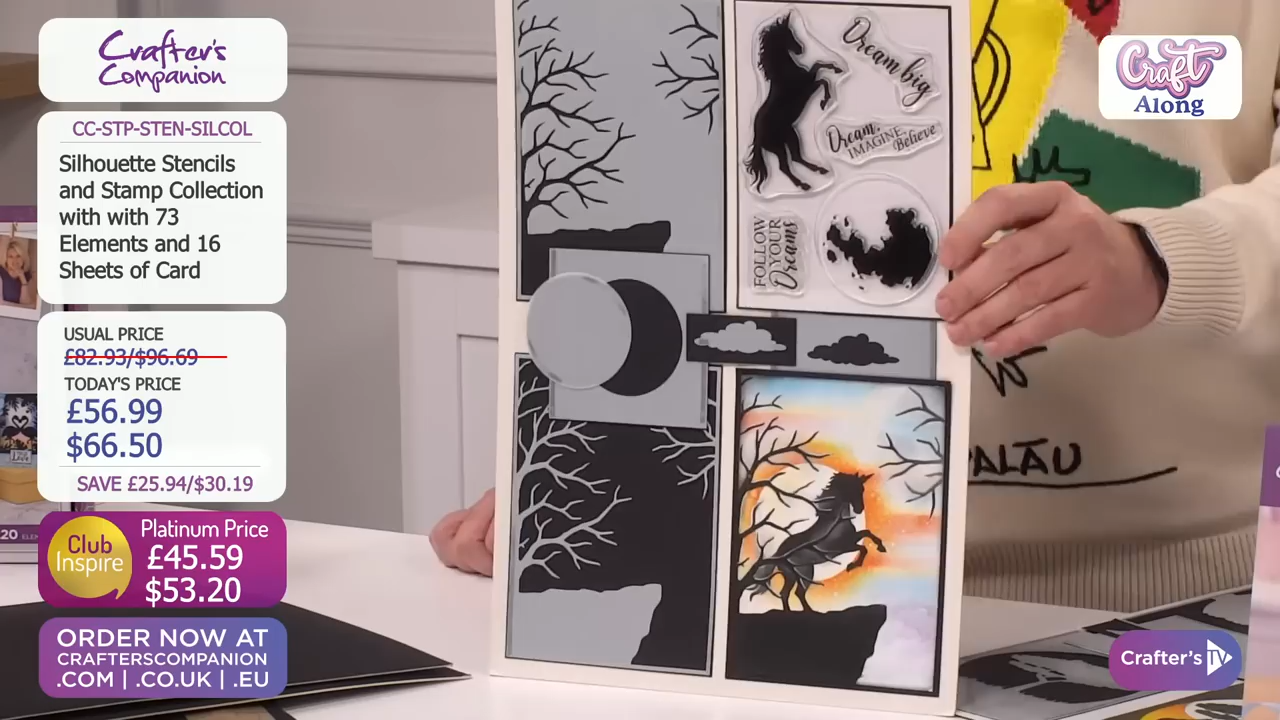 Crafter's
Companion
CC-STP-STEN-SILCOL
Silhouette Stencils
and Stamp Collection
with with 73
Elements and 16
Sheets of Card
USUAL PRICE
£82.93/$96.69
TODAY'S PRICE
£56.99
$66.50
SAVE £25.94/$30.19
Club
Inspire
Platinum Price
£45.59
$53.20
ORDER NOW AT
CRAFTERSCOMPANION
.COM | .CO.UK | .EU
Dream big
Dream,
IMAGINE,
Believe
FOLLOW
YOUR
Dreams
Craft
Along
ALĀU
Crafter's TV